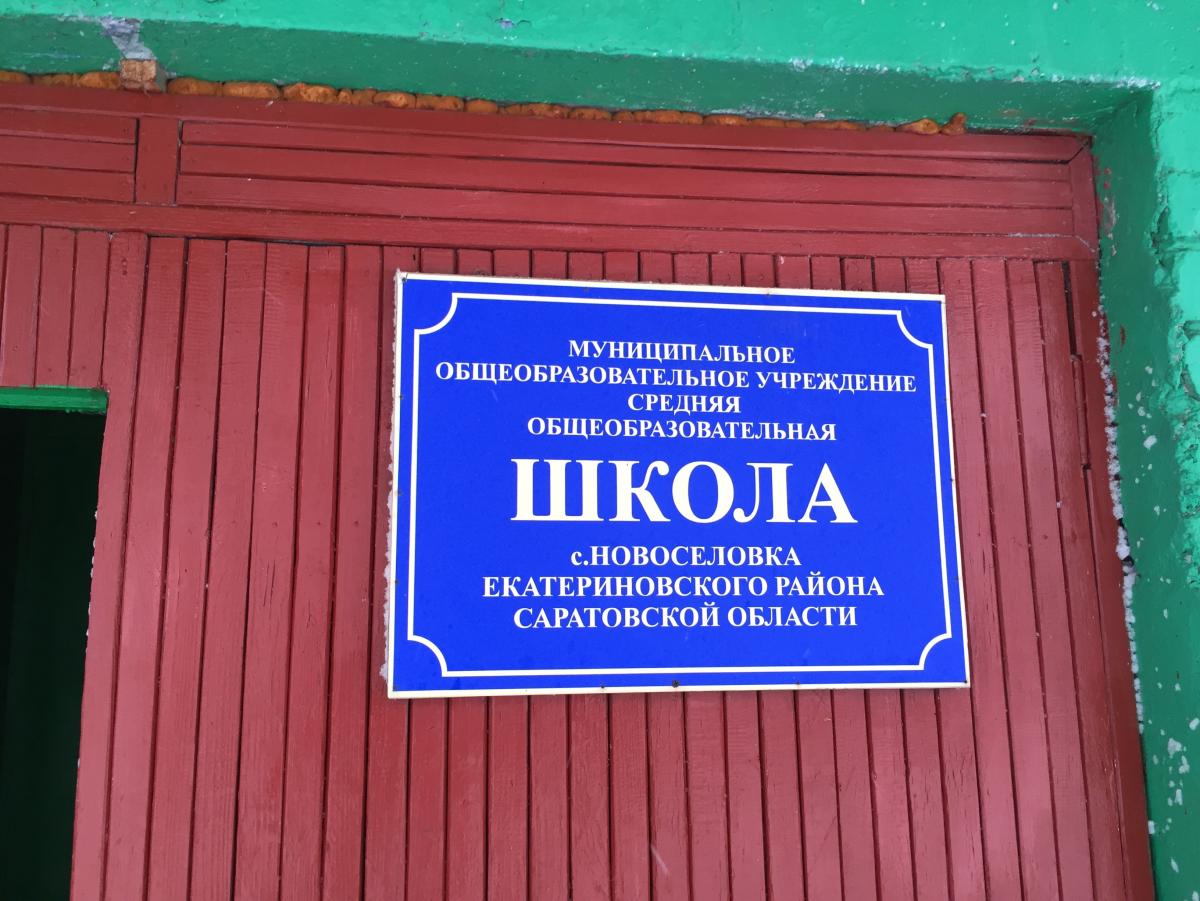 МУНИЦИПАЛЬНОЕ
ОБЩЕОБРАЗОВАТЕЛЬНОЕ УЧРЕЖДЕНИЕ
СРЕДНЯЯ
ОБЩЕОБРАЗОВАТЕЛЬНАЯ
ШКОЛА
с.НОВОСЕЛОВКА
ЕКАТЕРИНОВСКОГО РАЙОНА
САРАТОВСКОЙ ОБЛАСТИ